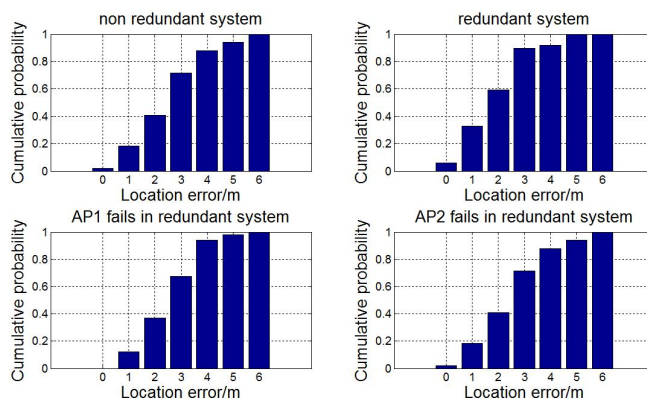 non redundant system
Cumulative probability
1
0.8
0.6
0.4
0.2
0
0 1 2 3 4 5 6
Location error/m
redundant system
Cumulative probability
1
0.8
0.6
0.4
0.2
0
0 1 2 3 4 5 6
Location error/m
AP1 fails in redundant system
Cumulative probability
1
0.8
0.6
0.4
0.2
0
0 1 2 3 4 5 6
Location error/m
AP2 fails in redundant system
Cumulative probability
1
0.8
0.6
0.4
0.2
0
0 1 2 3 4 5 6
Location error/m